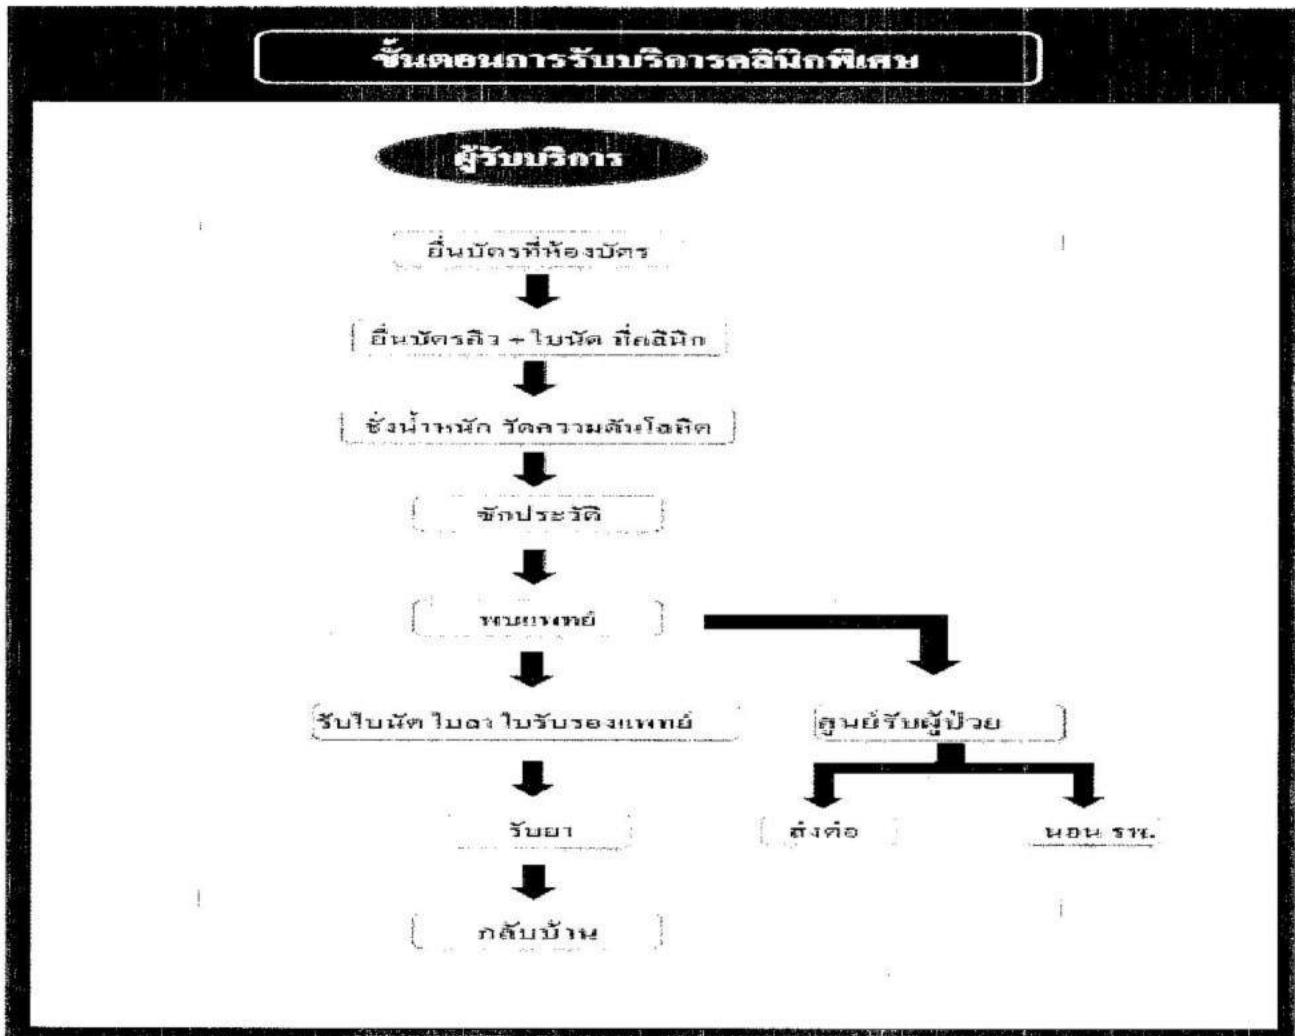 ขั้นตอนการรับบริการคลินิกพิเศษ
ผู้รับบริการ
ยื่นบัตรที่ห้องบัตร
ยื่นบัตรคิว + ใบนัด ที่คลินิก
ชั่งน้ำหนัก วัดความดันโลหิต
ซักประวัติ
พบแพทย์
รับใบนัด ใบลา ใบรับรองแพทย์
ศูนย์รับผู้ป่วย
รับยา
ส่งต่อ
นอน รพ.
กลับบ้าน